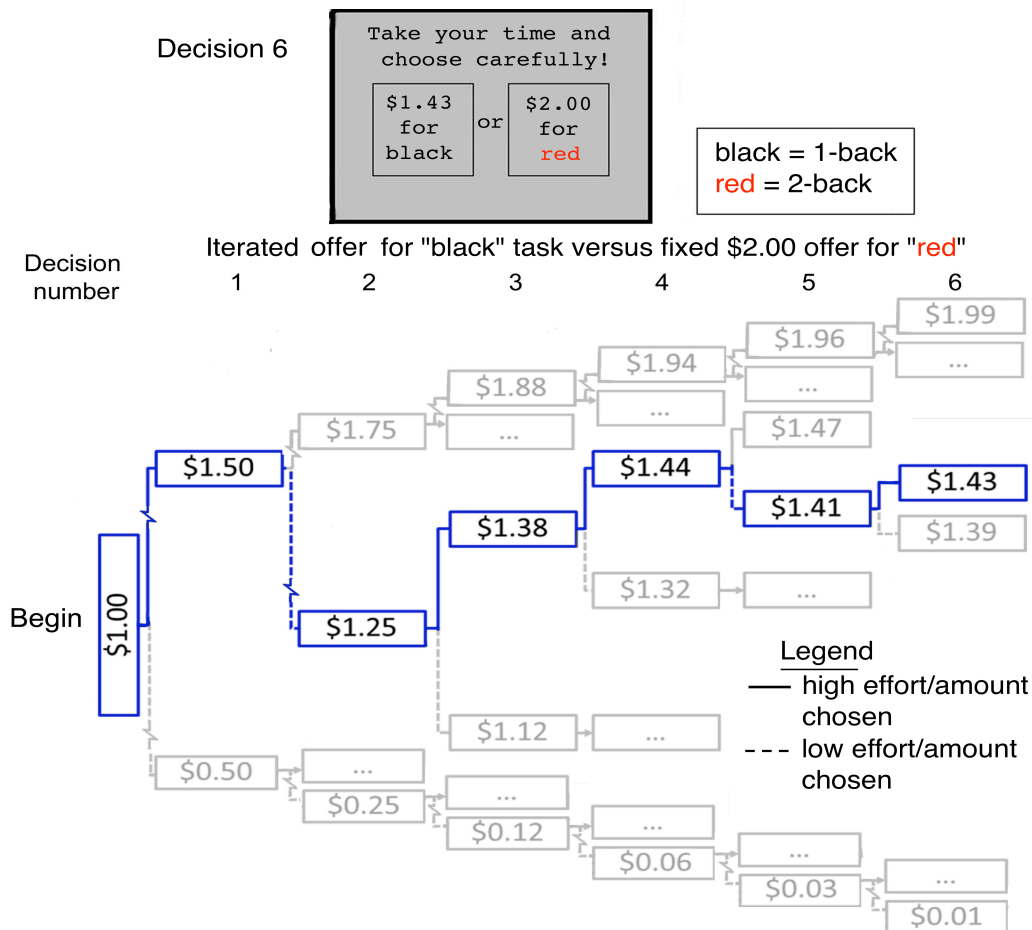 Decision 6
Take your time and
choose carefully!
$1.43
for
black
or
$2.00
for
red
black = 1-back
red = 2-back
Iterated offer for "black" task versus fixed $2.00 offer for "red"
Decision
number
1 2 3 4 5 6
$1.99
$1.96
...
$1.94
...
$1.88
...
$1.75
...
$1.47
$1.50
$1.44
$1.43
$1.41
$1.38
$1.39
$1.32
...
Begin
$1.00
$1.25
Legend
high effort/amount
chosen
low effort/amount
chosen
$1.12
...
$0.50
...
$0.25
...
$0.12
...
$0.06
...
$0.03
...
$0.01